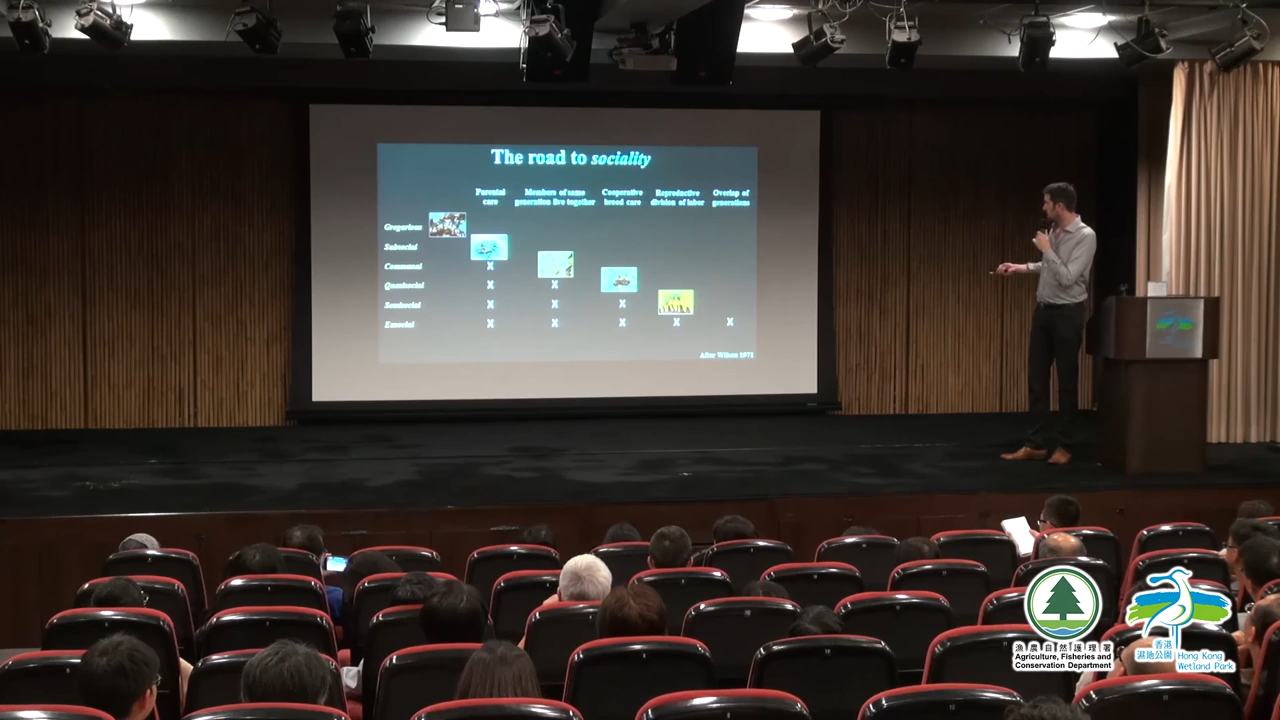 The road to sociality
Parental care
Members of same generation live together
Cooperative brood care
Reproductive division of labor
Overlap of generations
Gregarious
Subsocial
Communal X
Quasisocial X X
Semisocial X X X
Eusocial X X X X X
After Wilson 1971
漁農自然護理署
Agriculture, Fisheries and
Conservation Department
香港
濕地公園
Hong Kong
Wetland Park